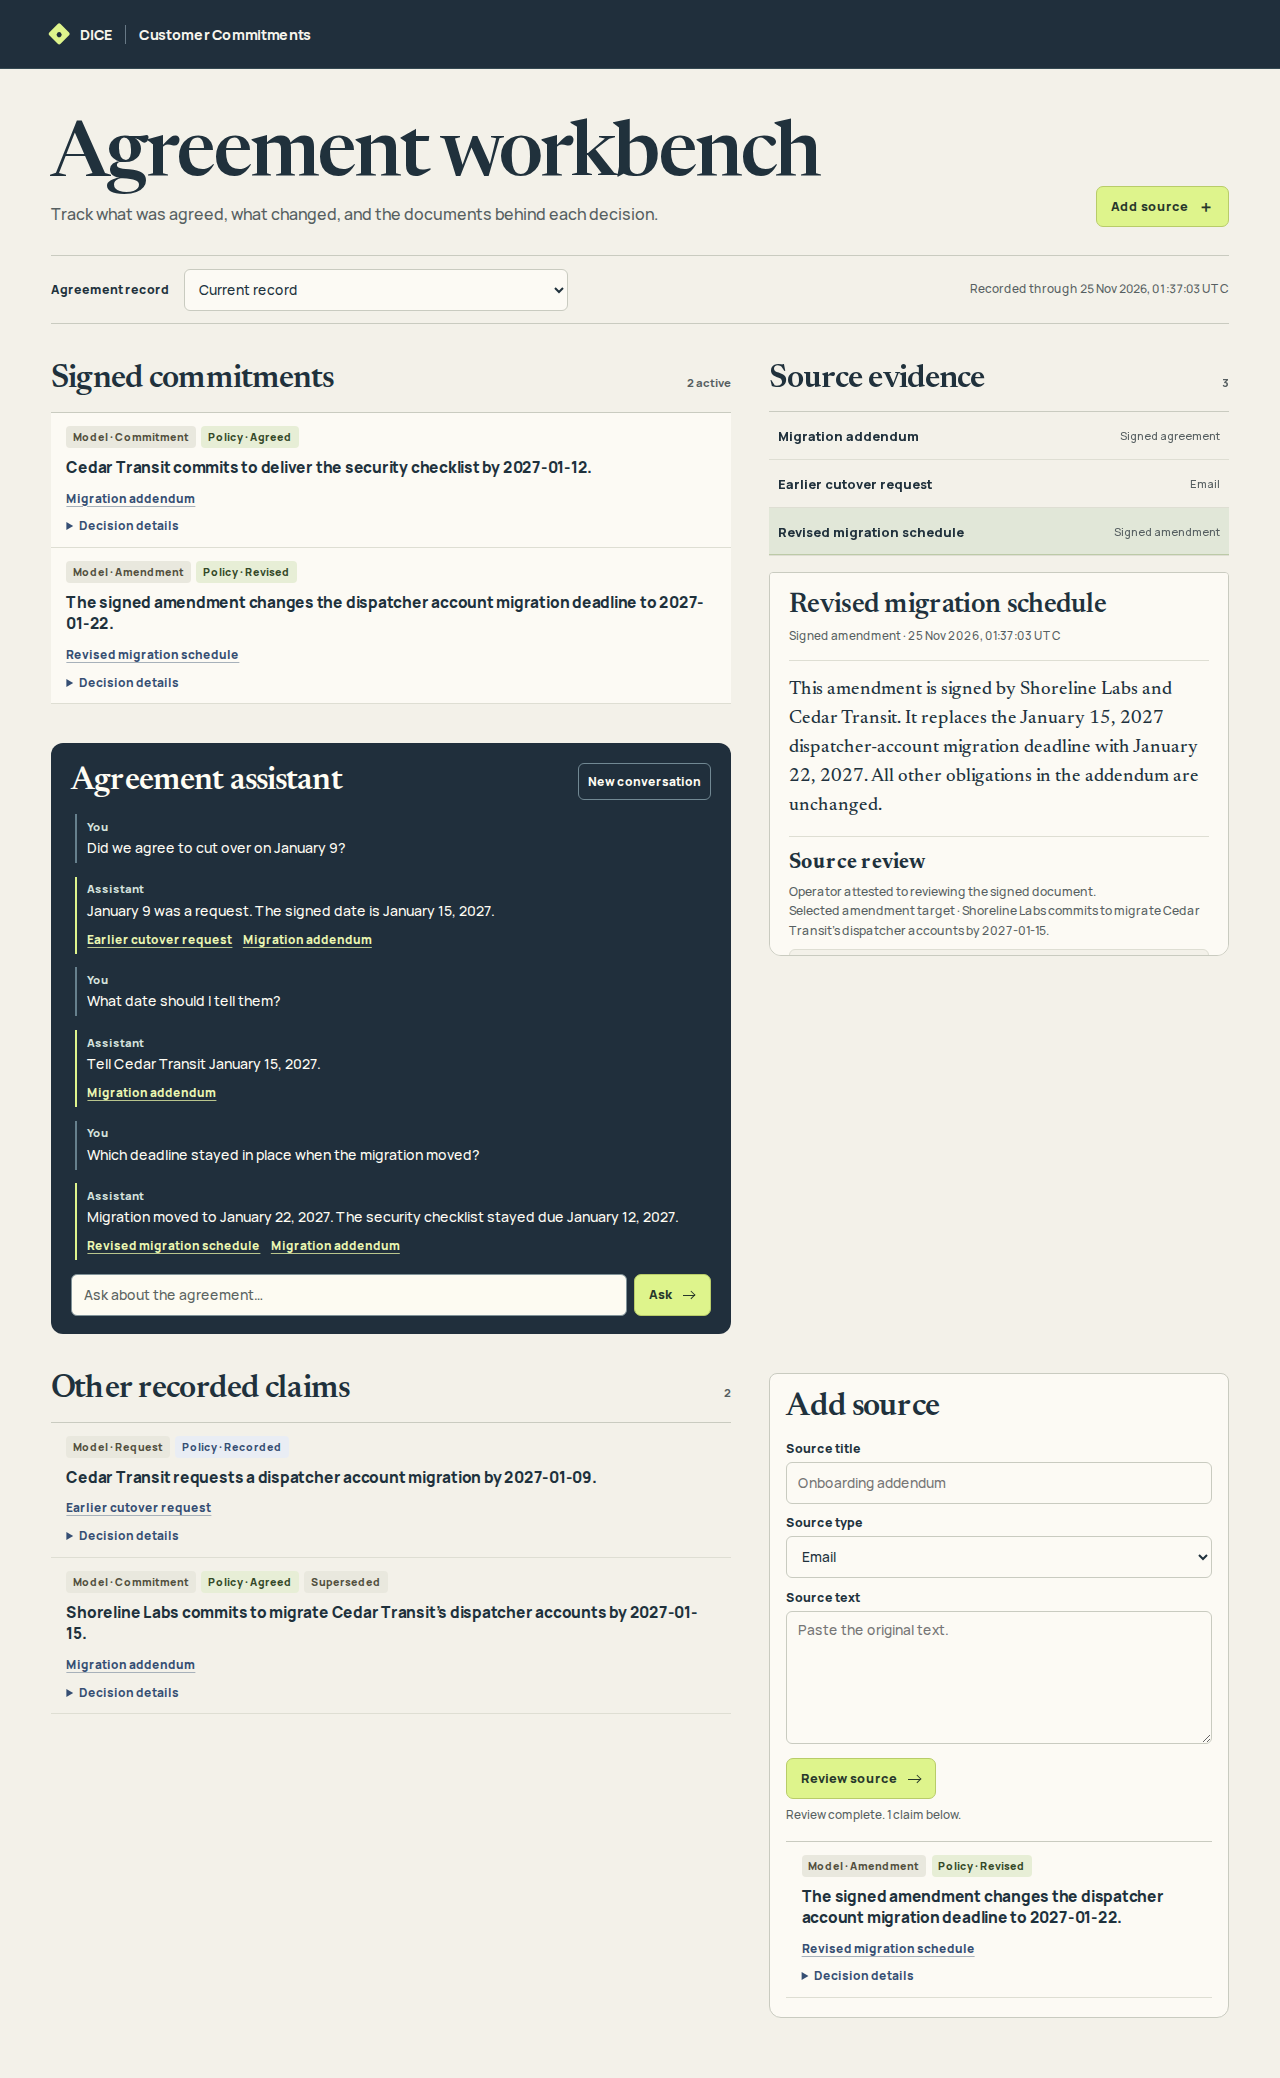 DICE
Customer Commitments
Agreement workbench
Track what was agreed, what changed, and the documents behind each decision.
Add source +
Agreement record
Current record
Recorded through 25 Nov 2026, 01:37:03 UTC
Signed commitments
2 active
Model · Commitment
Policy · Agreed
Cedar Transit commits to deliver the security checklist by 2027-01-12.
Migration addendum
Decision details
Model · Amendment
Policy · Revised
The signed amendment changes the dispatcher account migration deadline to 2027-
01-22.
Revised migration schedule
Decision details
Source evidence
3
Migration addendum
Signed agreement
Earlier cutover request
Email
Revised migration schedule
Signed amendment
Revised migration schedule
Signed amendment · 25 Nov 2026, 01:37:03 UTC
This amendment is signed by Shoreline Labs and
Cedar Transit. It replaces the January 15, 2027
dispatcher-account migration deadline with January
22, 2027. All other obligations in the addendum are
unchanged.
Source review
Operator attested to reviewing the signed document.
Selected amendment target · Shoreline Labs commits to migrate Cedar
Transit's dispatcher accounts by 2027-01-15.
Agreement assistant
New conversation
You
Did we agree to cut over on January 9?
Assistant
January 9 was a request. The signed date is January 15, 2027.
Earlier cutover request Migration addendum
You
What date should I tell them?
Assistant
Tell Cedar Transit January 15, 2027.
Migration addendum
You
Which deadline stayed in place when the migration moved?
Assistant
Migration moved to January 22, 2027. The security checklist stayed due January 12, 2027.
Revised migration schedule Migration addendum
Ask about the agreement…
Ask →
Other recorded claims
2
Model · Request
Policy · Recorded
Cedar Transit requests a dispatcher account migration by 2027-01-09.
Earlier cutover request
Decision details
Model · Commitment
Policy · Agreed
Superseded
Shoreline Labs commits to migrate Cedar Transit's dispatcher accounts by 2027-01-
15.
Migration addendum
Decision details
Add source
Source title
Onboarding addendum
Source type
Email
Source text
Paste the original text.
Review source →
Review complete. 1 claim below.
Model · Amendment
Policy · Revised
The signed amendment changes the dispatcher
account migration deadline to 2027-01-22.
Revised migration schedule
Decision details